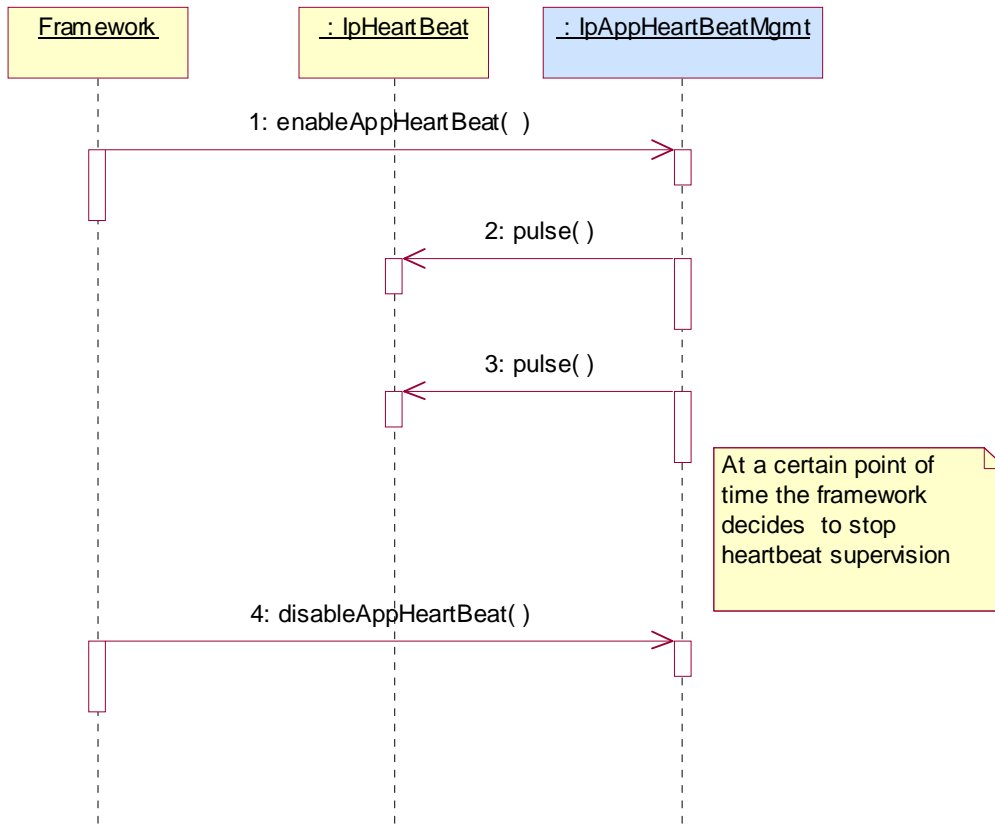 Framework
: IpHeartBeat
: IpAppHeartBeatMgmt
1: enableAppHeartBeat( )
2: pulse( )
3: pulse( )
At a certain point of
time the framework
decides to stop
heartbeat supervision
4: disableAppHeartBeat( )